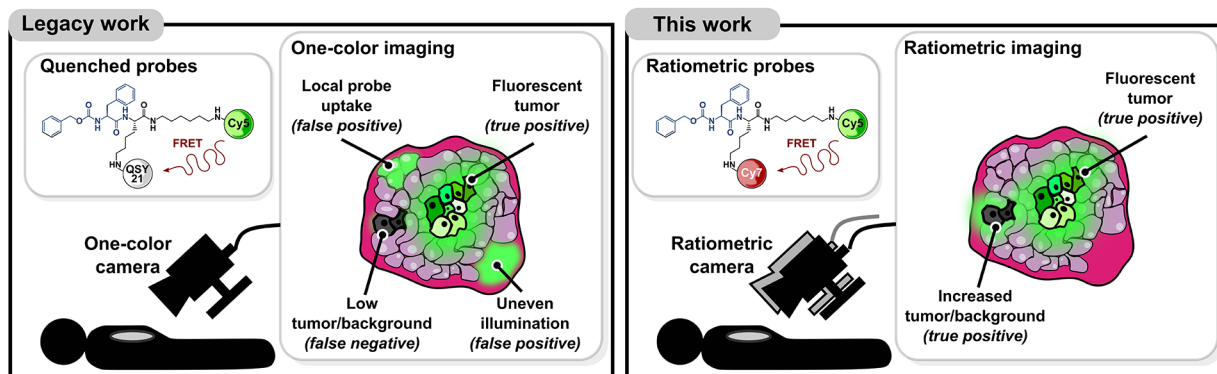 Legacy work
Quenched probes
O
O
N
H
H
N
O
O
N
H
H
N
Cy5
FRET
HN
QSY
21
One-color
camera
One-color imaging
Local probe
uptake
(false positive)
Fluorescent
tumor
(true positive)
Low
tumor/background
(false negative)
Uneven
illumination
(false positive)
This work
Ratiometric probes
O
O
N
H
H
N
O
O
N
H
H
N
Cy5
FRET
HN
Cy7
Ratiometric
camera
Ratiometric imaging
Fluorescent
tumor
(true positive)
Increased
tumor/background
(true positive)